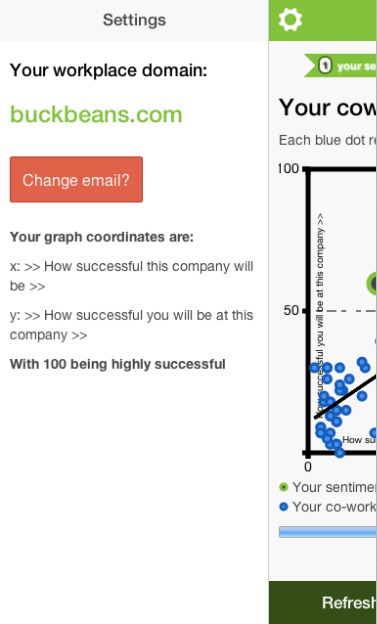 Settings
Your workplace domain:
buckbeans.com
Change email?
Your graph coordinates are:
x: >> How successful this company will
be >>
y: >> How successful you will be at this
company >>
With 100 being highly successful
1 your se
Your cow
Each blue dot re
100
How successful you will be at this company >>
50
How su
0
Your sentimen
Your co-work
Refresh